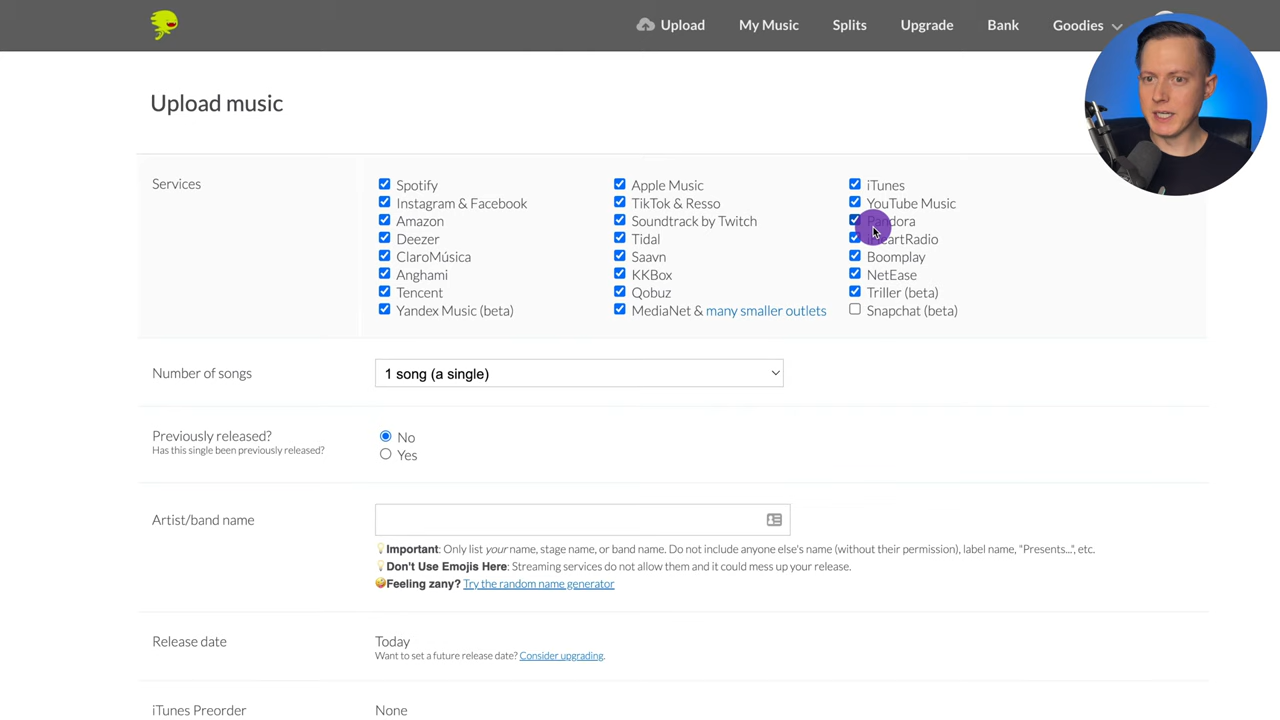 Upload
My Music
Splits
Upgrade
Bank
Goodies
Upload music
Services
Spotify
Apple Music
iTunes
Instagram & Facebook
TikTok & Resso
YouTube Music
Amazon
Soundtrack by Twitch
Pandora
Deezer
Tidal
iHeartRadio
ClaroMúsica
Saavn
Boomplay
Anghami
KKBox
NetEase
Tencent
Qobuz
Triller (beta)
Yandex Music (beta)
MediaNet & many smaller outlets
Snapchat (beta)
Number of songs
1 song (a single)
Previously released?
Has this single been previously released?
No
Yes
Artist/band name
Important: Only list your name, stage name, or band name. Do not include anyone else's name (without their permission), label name, "Presents...", etc.
Don't Use Emojis Here: Streaming services do not allow them and it could mess up your release.
Feeling zany? Try the random name generator
Release date
Today
Want to set a future release date? Consider upgrading.
iTunes Preorder
None